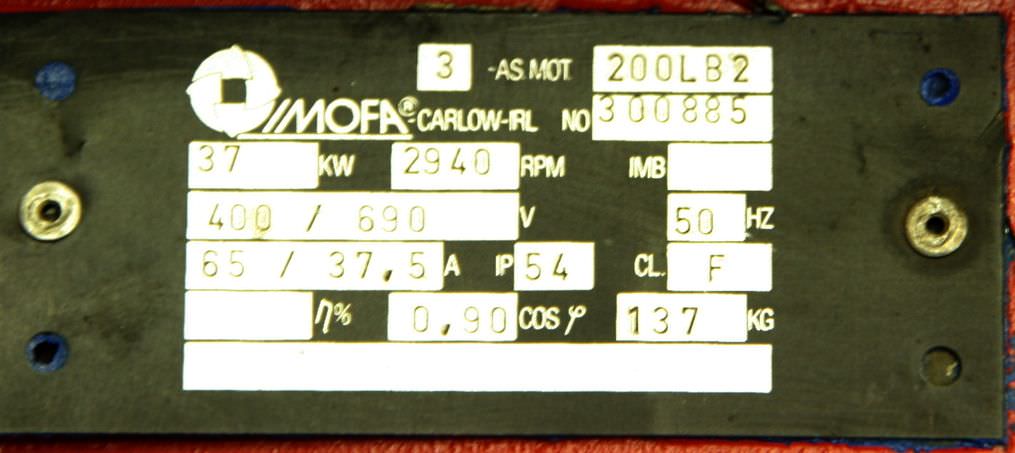 3 -AS.MOT. 200LB2
MOFA® -CARLOW-IRL NO 300885
37 KW 2940 RPM IMB
400 / 690 V 50 HZ
65 / 37,5 A IP 54 CL. F
η% 0,90 COS φ 137 KG